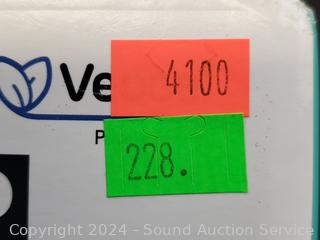 Ve
4100
P
228.
Copyright 2024 - Sound Auction Service